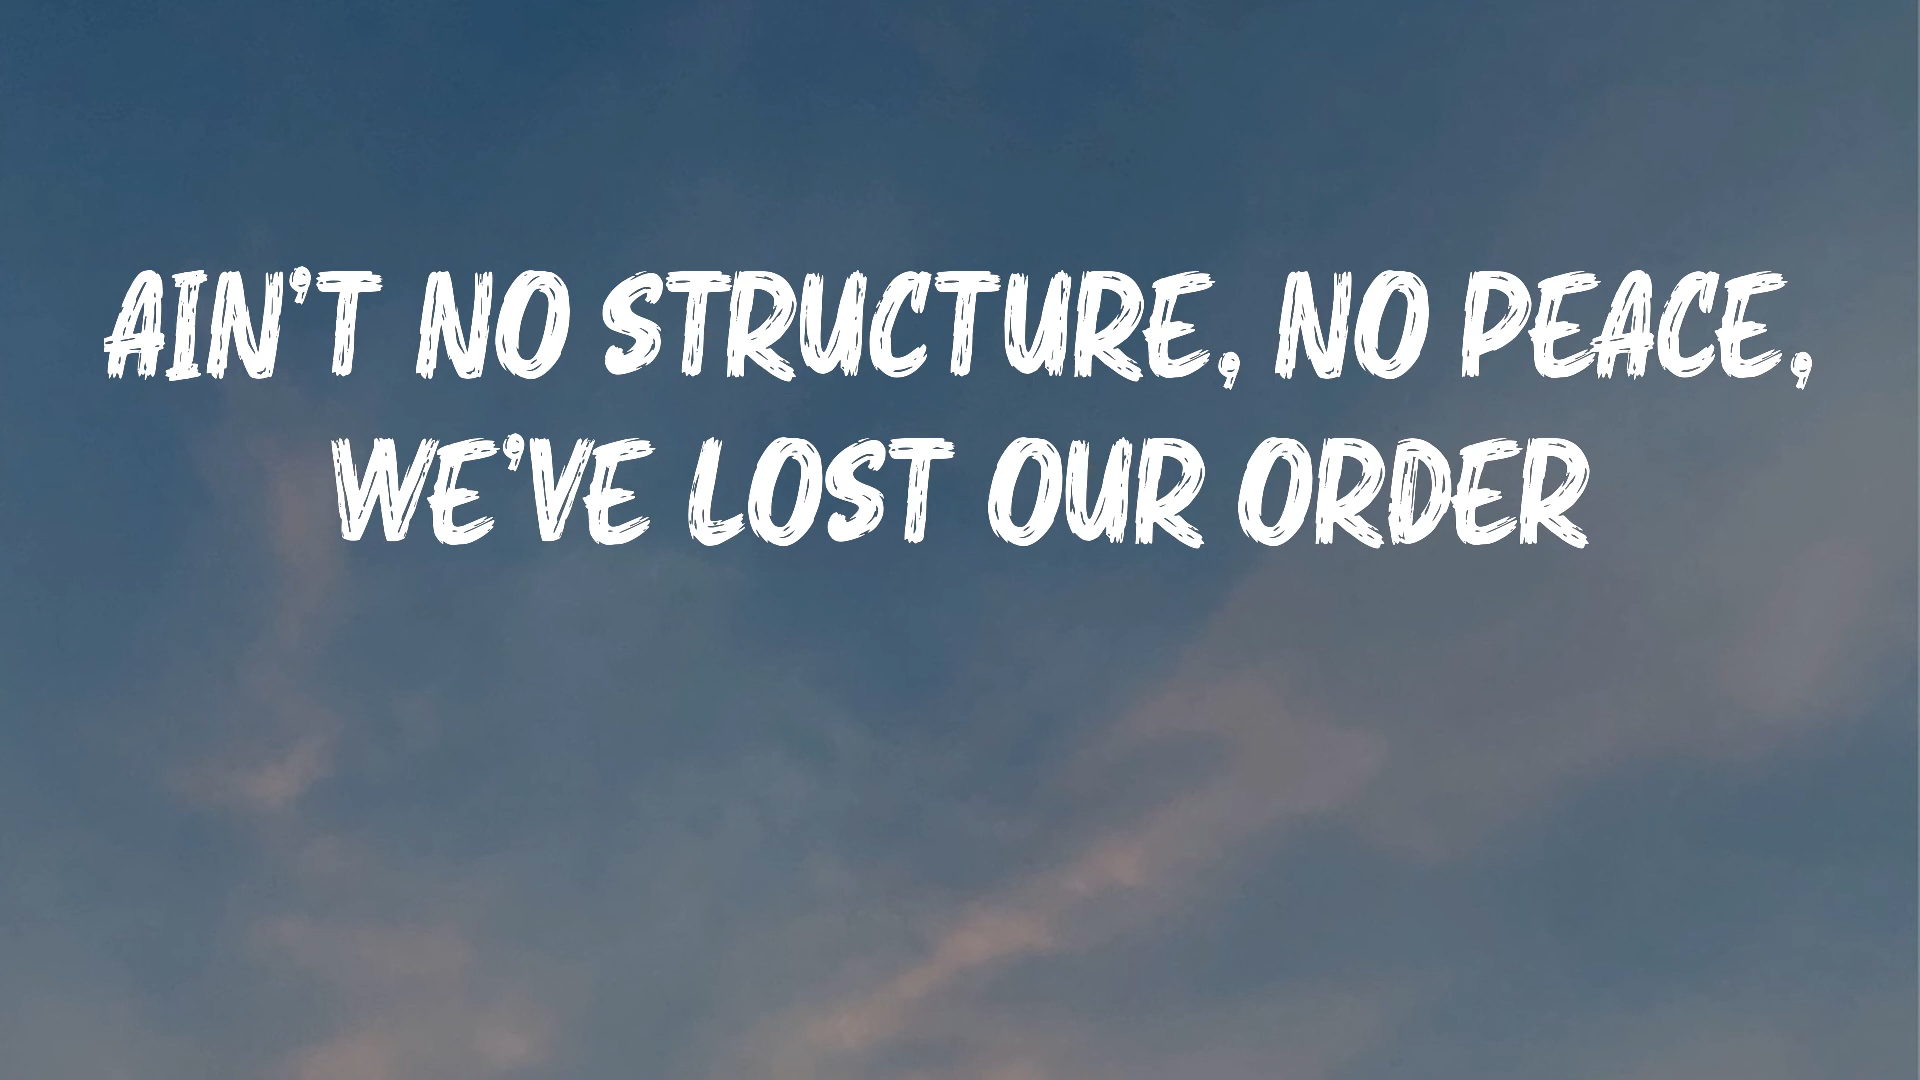 AIN'T NO STRUCTURE, NO PEACE,
WE'VE LOST OUR ORDER